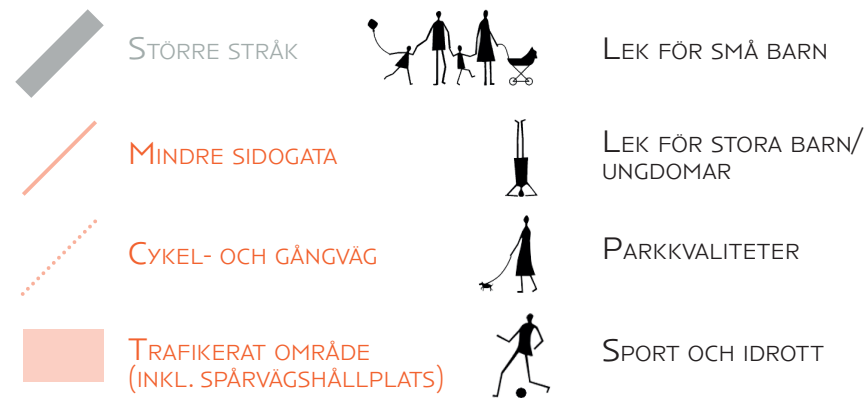 Större stråk
Mindre sidogata
Cykel- och gångväg
Trafikerat område
(inkl. spårvägshållplats)
Lek för små barn
Lek för stora barn/
ungdomar
Parkkvaliteter
Sport och idrott